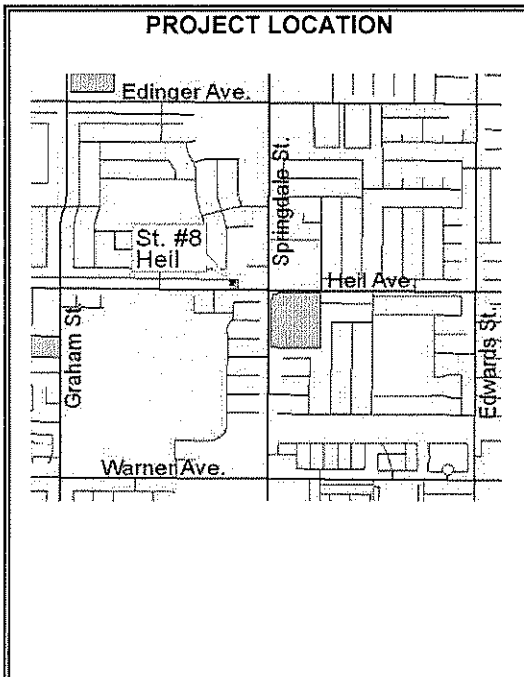 PROJECT LOCATION
Edinger Ave.
Springdale St.
St. #8
Heil
Heil Ave.
Graham St.
Edwards St.
Warner Ave.